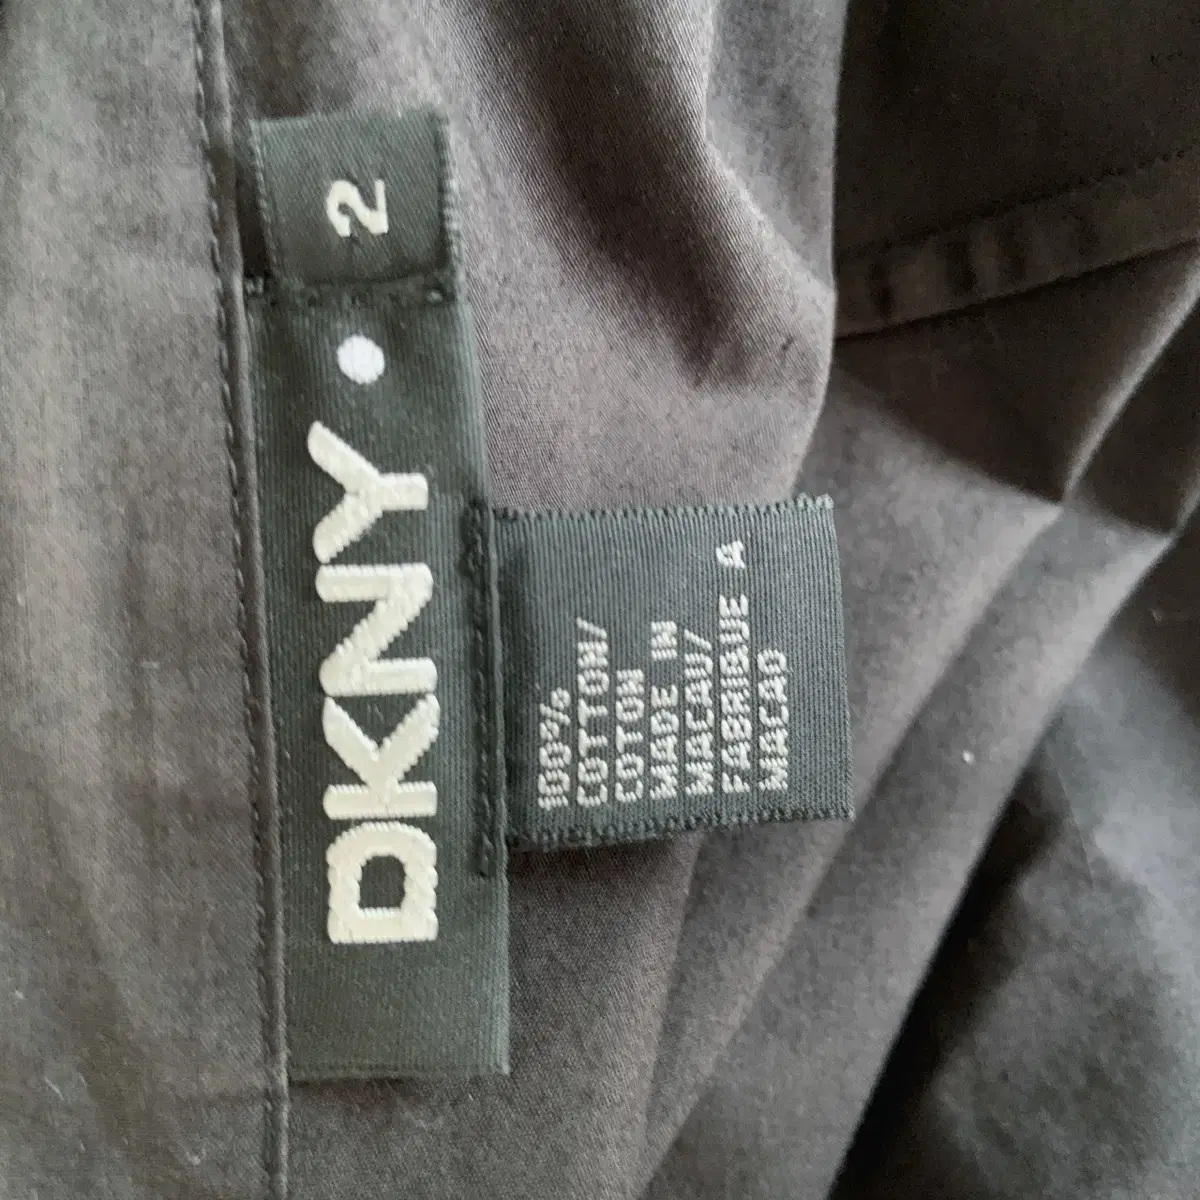 DKNY
2
100%
COTTON/
COTON
MADE IN
MACAU/
FABRIQUE A
MACAO